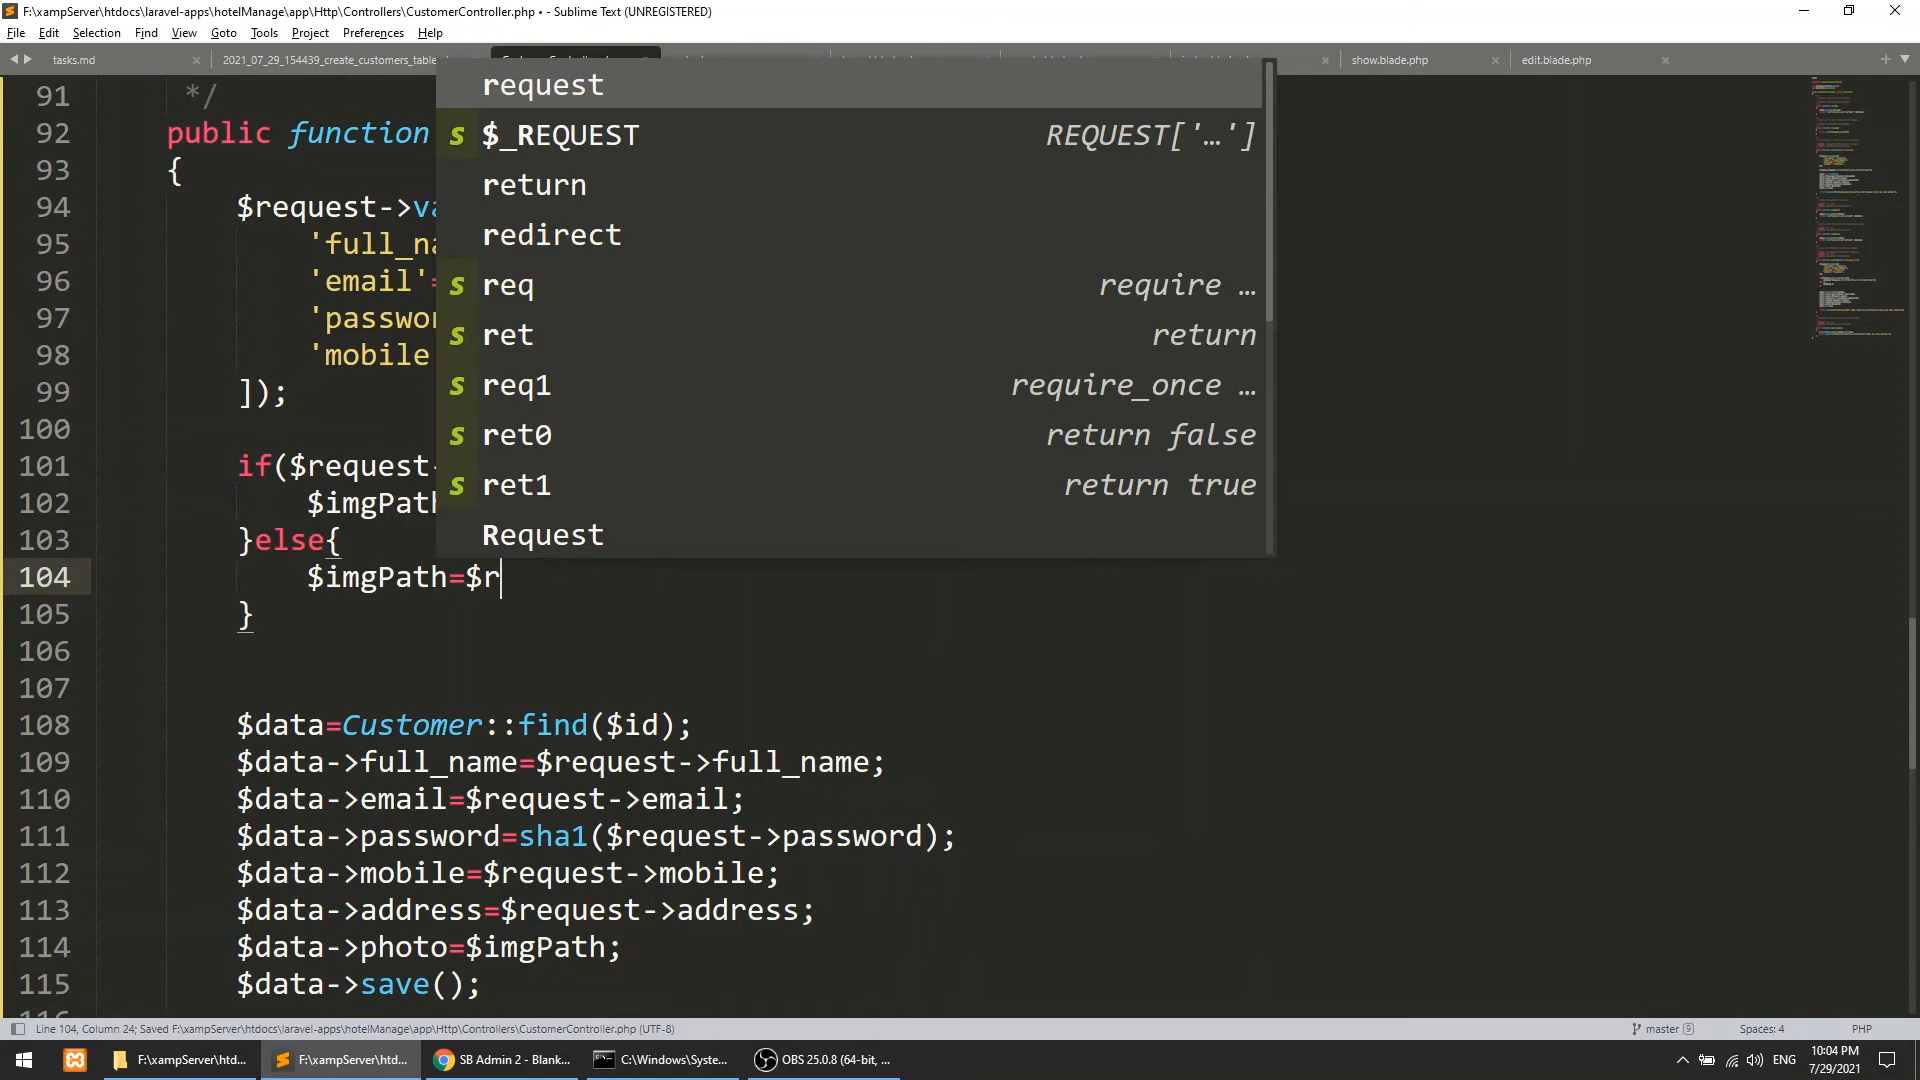 F:\xampServer\htdocs\laravel-apps\hotelManage\app\Http\Controllers\CustomerController.php • - Sublime Text (UNREGISTERED)
File Edit Selection Find View Goto Tools Project Preferences Help
tasks.md 2021_07_29_154439_create_customers_table show.blade.php edit.blade.php
91 */
92 public function
93 {
94 $request->va
95 'full_na
96 'email'=
97 'passwor
98 'mobile
99 ]);
100
101 if($request-
102 $imgPath
103 }else{
104 $imgPath=$r
105 }
106
107
108 $data=Customer::find($id);
109 $data->full_name=$request->full_name;
110 $data->email=$request->email;
111 $data->password=sha1($request->password);
112 $data->mobile=$request->mobile;
113 $data->address=$request->address;
114 $data->photo=$imgPath;
115 $data->save();
request
s $_REQUEST REQUEST['…']
return
redirect
s req require …
s ret return
s req1 require_once …
s ret0 return false
s ret1 return true
Request
Line 104, Column 24; Saved F:\xampServer\htdocs\laravel-apps\hotelManage\app\Http\Controllers\CustomerController.php (UTF-8) master 9 Spaces: 4 PHP
F:\xampServer\htd... F:\xampServer\htd... SB Admin 2 - Blank... C:\Windows\Syste... OBS 25.0.8 (64-bit, ... ENG 10:04 PM
7/29/2021